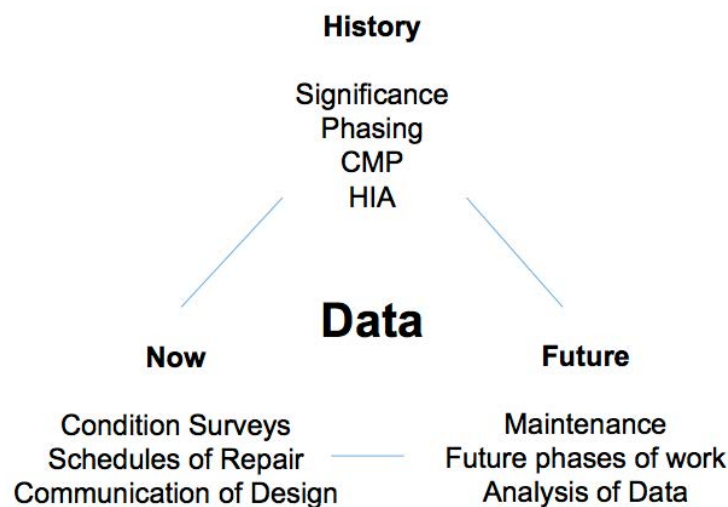 History
Significance
Phasing
CMP
HIA
Data
Now
Condition Surveys
Schedules of Repair
Communication of Design
Future
Maintenance
Future phases of work
Analysis of Data